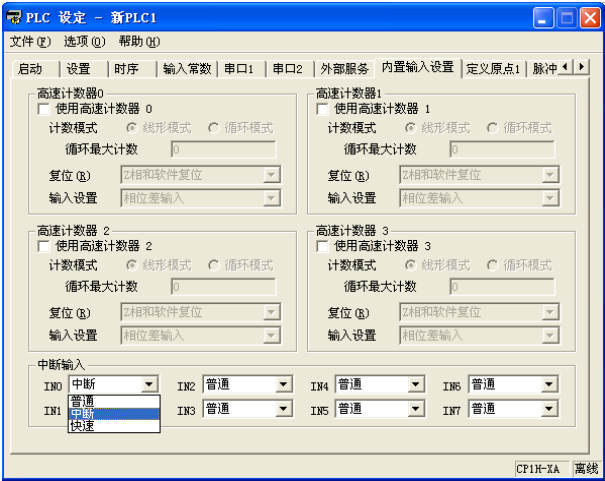 PLC 设定 - 新PLC1
文件(F) 选项(O) 帮助(H)
启动 设置 时序 输入常数 串口1 串口2 外部服务 内置输入设置 定义原点1 脉冲
高速计数器0 高速计数器1
使用高速计数器 0 使用高速计数器 1
计数模式 线形模式 循环模式 计数模式 线形模式 循环模式
循环最大计数 0 循环最大计数 0
复位(R) Z相和软件复位 复位(R) Z相和软件复位
输入设置 相位差输入 输入设置 相位差输入
高速计数器 2 高速计数器 3
使用高速计数器 2 使用高速计数器 3
计数模式 线形模式 循环模式 计数模式 线形模式 循环模式
循环最大计数 0 循环最大计数 0
复位(R) Z相和软件复位 复位(R) Z相和软件复位
输入设置 相位差输入 输入设置 相位差输入
中断输入
IN0 中断 IN2 普通 IN4 普通 IN6 普通
普通
IN1 中断 IN3 普通 IN5 普通 IN7 普通
快速
CP1H-XA 离线